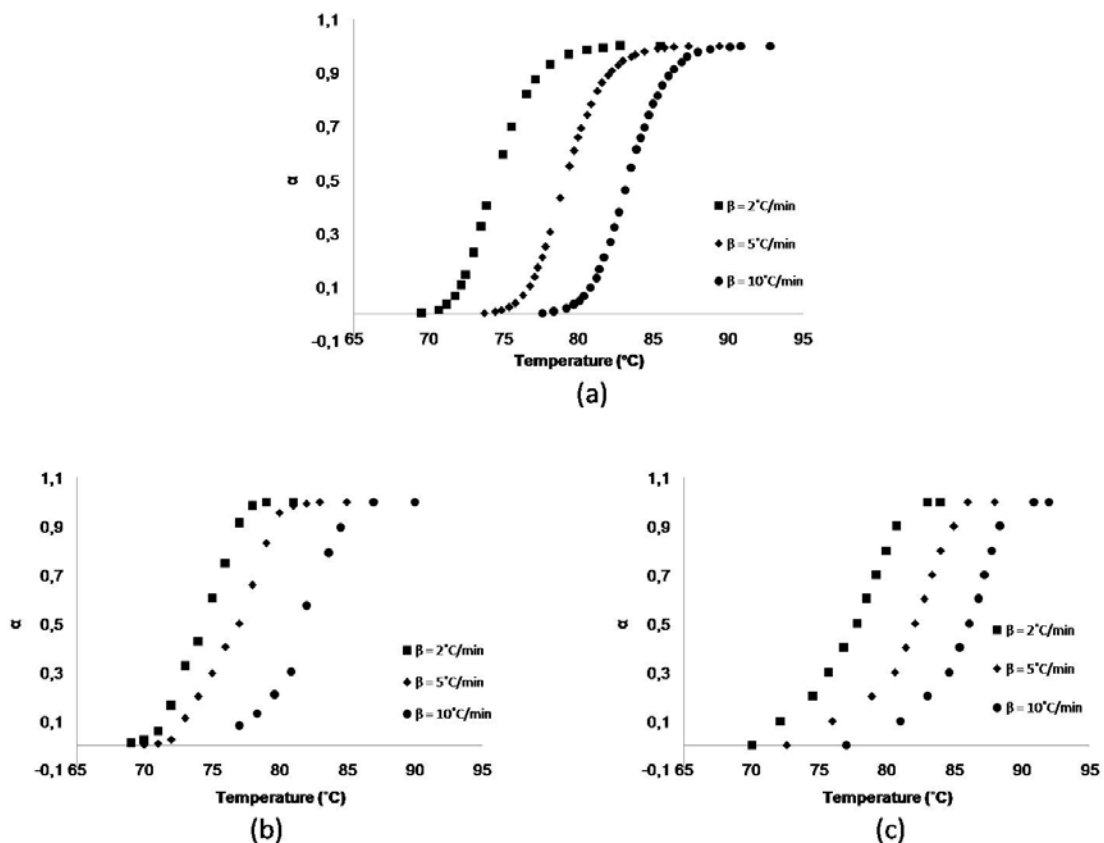 1,1
0,9
0,7
0,5
0,3
0,1
-0,1
α
65 70 75 80 85 90 95
Temperature (°C)
β = 2°C/min
β = 5°C/min
β = 10°C/min
(a)
1,1
0,9
0,7
0,5
0,3
0,1
-0,1
α
65 70 75 80 85 90 95
Temperature (°C)
β = 2°C/min
β = 5°C/min
β = 10°C/min
(b)
1,1
0,9
0,7
0,5
0,3
0,1
-0,1
α
65 70 75 80 85 90 95
Temperature (°C)
β = 2°C/min
β = 5°C/min
β = 10°C/min
(c)